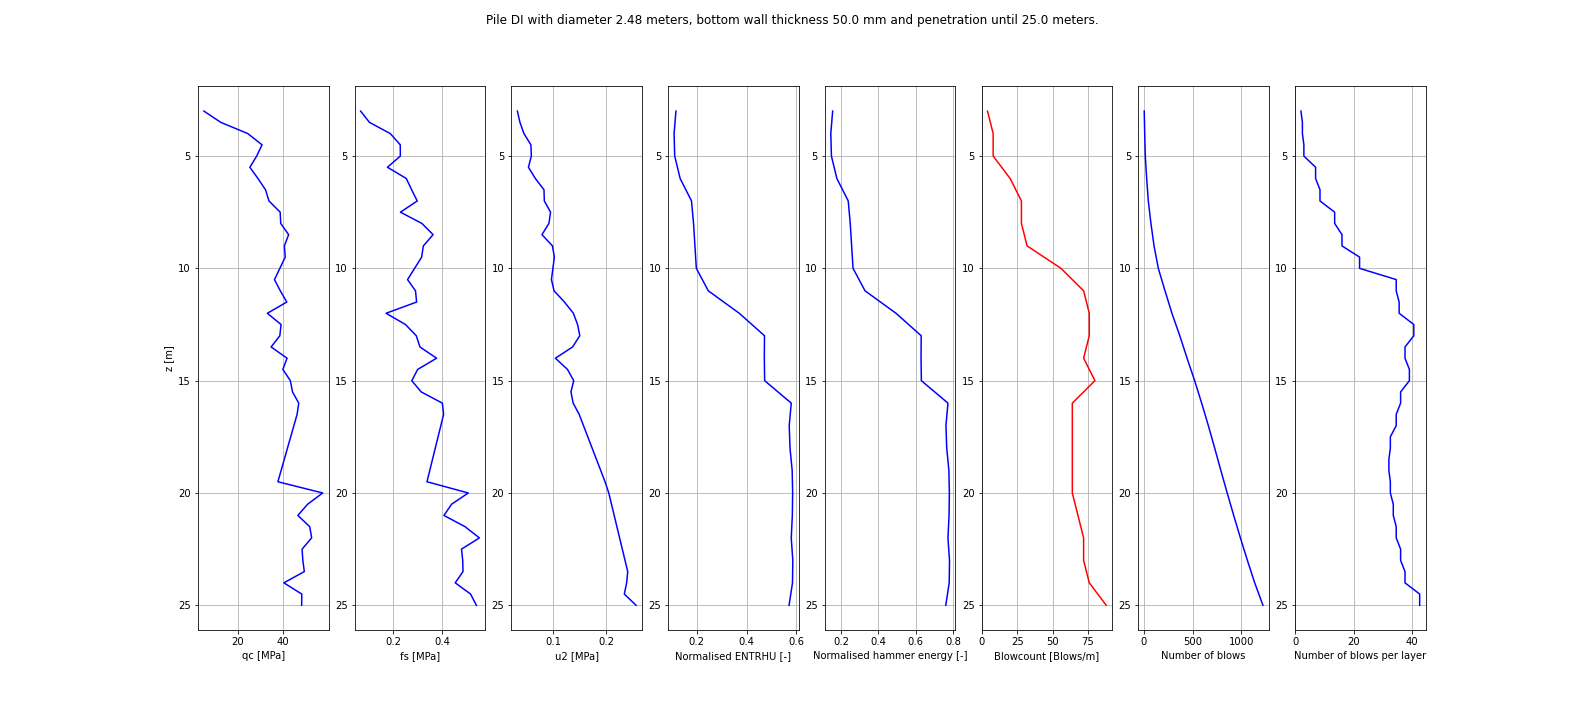 Pile DI with diameter 2.48 meters, bottom wall thickness 50.0 mm and penetration until 25.0 meters.
z [m]
5
10
15
20
25
20 40
qc [MPa]
5
10
15
20
25
0.2 0.4
fs [MPa]
5
10
15
20
25
0.1 0.2
u2 [MPa]
5
10
15
20
25
0.2 0.4 0.6
Normalised ENTRHU [-]
5
10
15
20
25
0.2 0.4 0.6 0.8
Normalised hammer energy [-]
5
10
15
20
25
0 25 50 75
Blowcount [Blows/m]
5
10
15
20
25
0 500 1000
Number of blows
5
10
15
20
25
0 20 40
Number of blows per layer